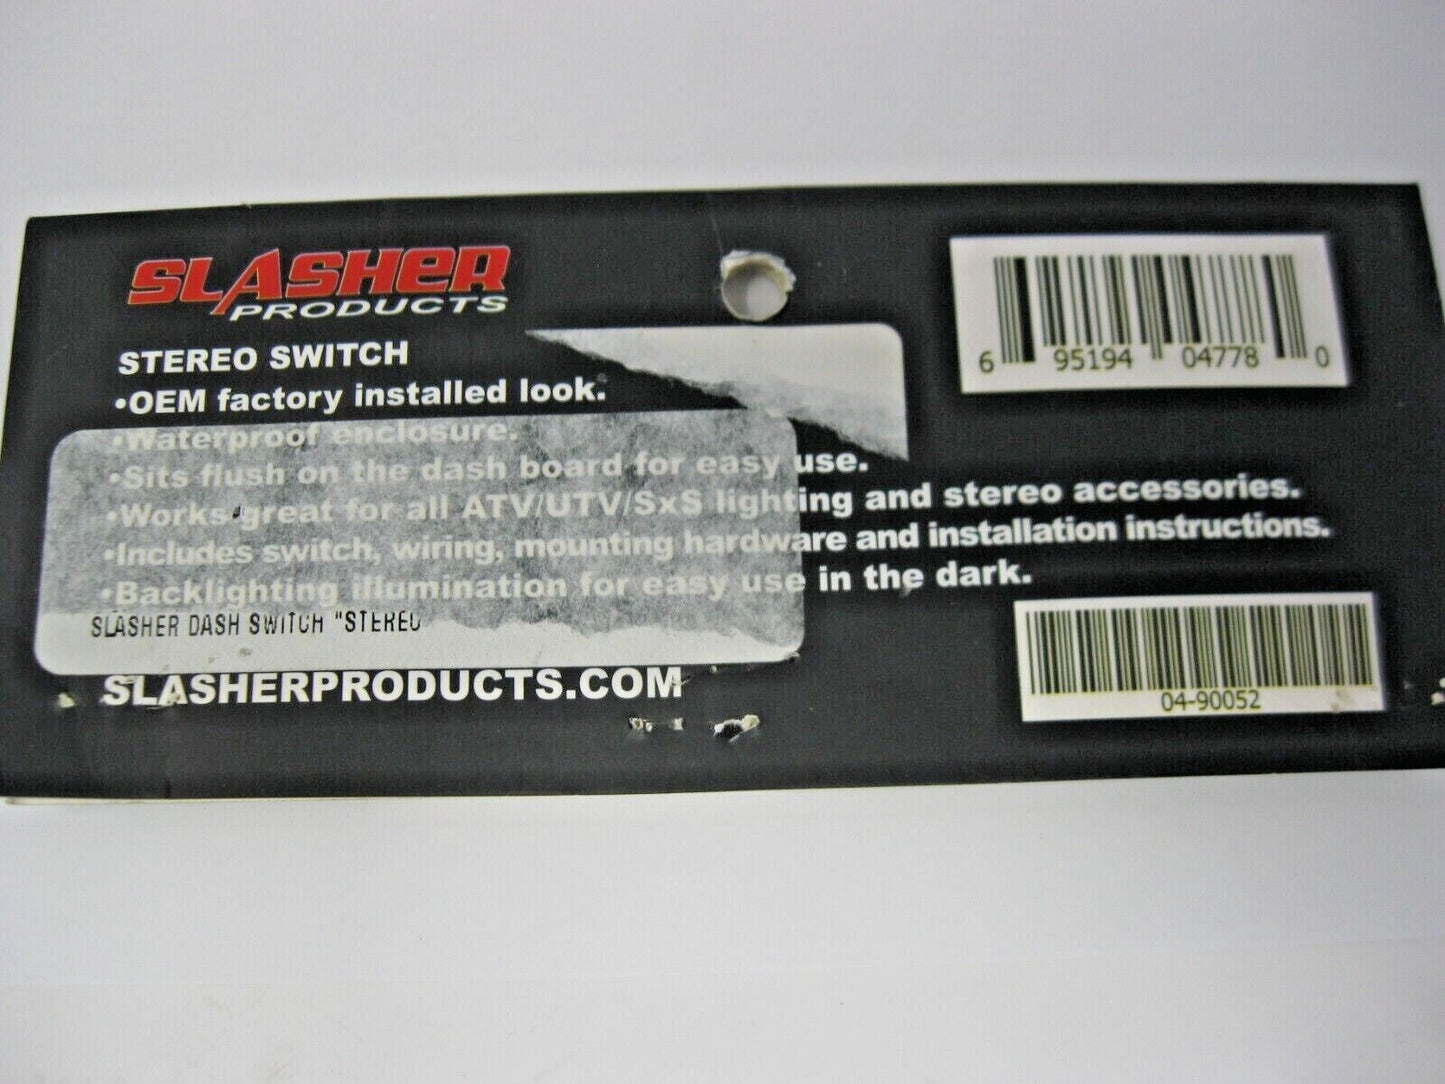 SLASHER
PRODUCTS
STEREO SWITCH
•OEM factory installed look.
•Waterproof enclosure.
•Sits flush on the dash board for easy use.
•Works great for all ATV/UTV/SxS lighting and stereo accessories.
•Includes switch, wiring, mounting hardware and installation instructions.
•Backlighting illumination for easy use in the dark.
SLASHER DASH SWITCH "STEREO
SLASHERPRODUCTS.COM
6 95194 04778 0
04-90052